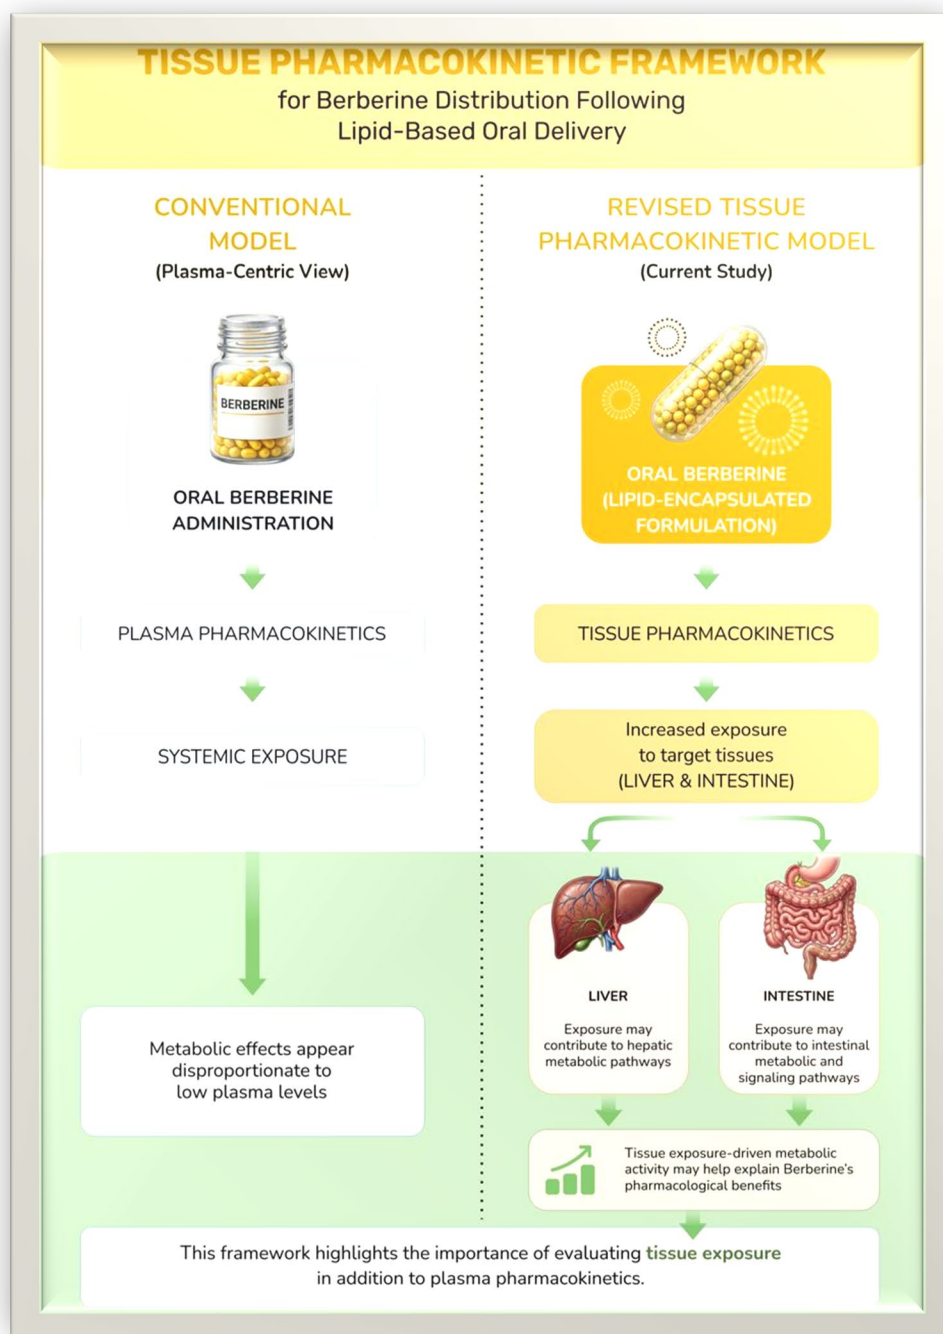 TISSUE PHARMACOKINETIC FRAMEWORK
for Berberine Distribution Following
Lipid-Based Oral Delivery
CONVENTIONAL
MODEL
(Plasma-Centric View)
BERBERINE
ORAL BERBERINE
ADMINISTRATION
PLASMA PHARMACOKINETICS
SYSTEMIC EXPOSURE
Metabolic effects appear
disproportionate to
low plasma levels
REVISED TISSUE
PHARMACOKINETIC MODEL
(Current Study)
ORAL BERBERINE
(LIPID-ENCAPSULATED
FORMULATION)
TISSUE PHARMACOKINETICS
Increased exposure
to target tissues
(LIVER & INTESTINE)
LIVER
Exposure may
contribute to hepatic
metabolic pathways
INTESTINE
Exposure may
contribute to intestinal
metabolic and
signaling pathways
Tissue exposure-driven metabolic
activity may help explain Berberine's
pharmacological benefits
This framework highlights the importance of evaluating tissue exposure
in addition to plasma pharmacokinetics.